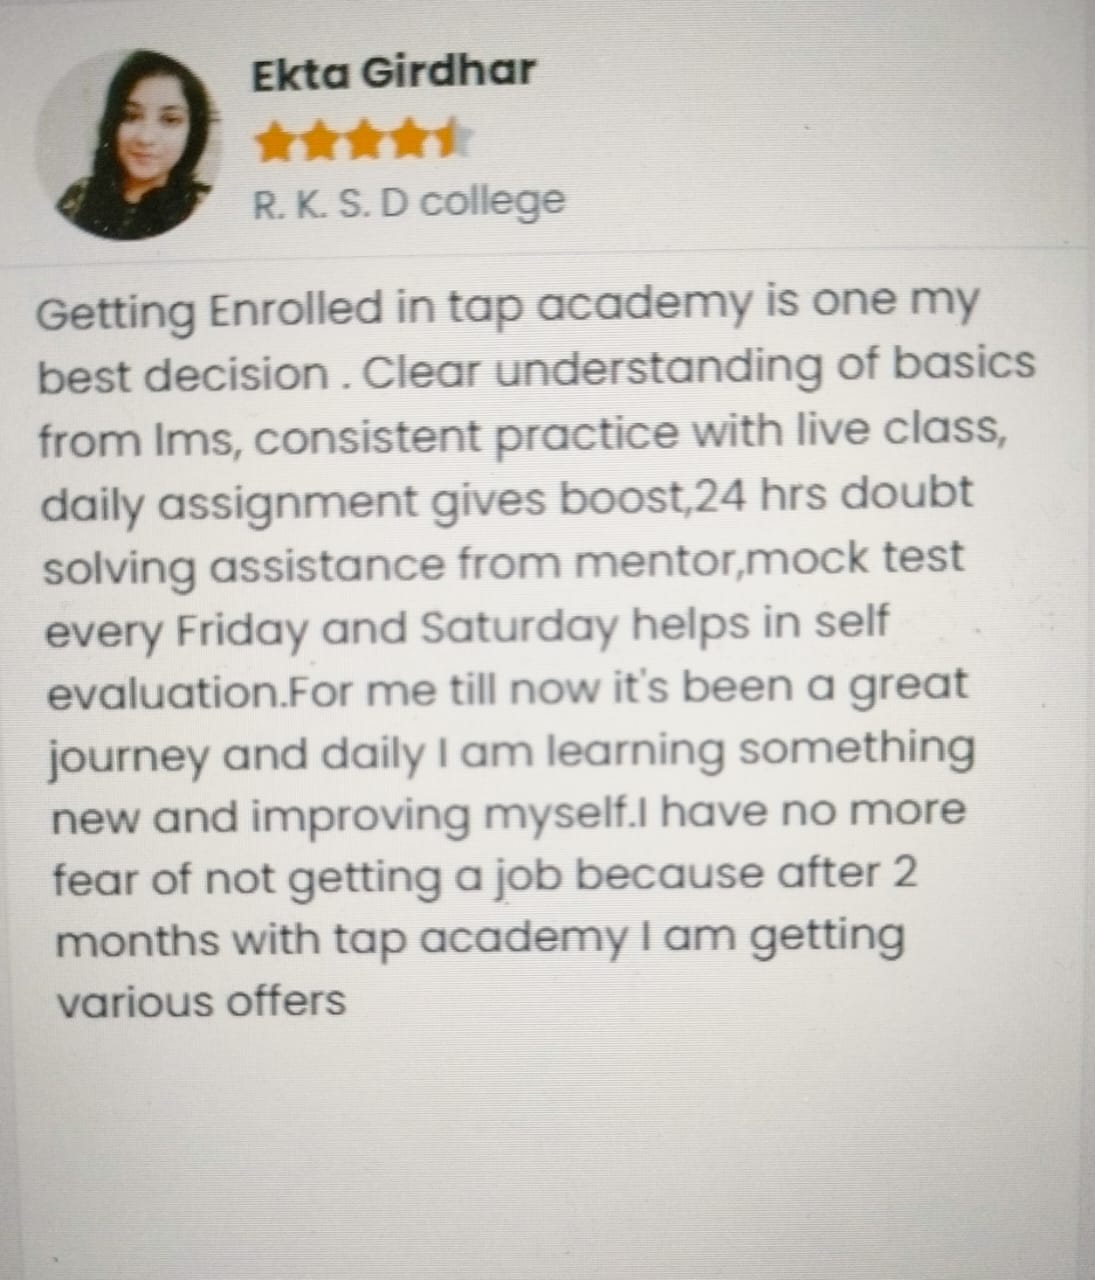 Ekta Girdhar
R. K. S. D college
Getting Enrolled in tap academy is one my
best decision . Clear understanding of basics
from lms, consistent practice with live class,
daily assignment gives boost,24 hrs doubt
solving assistance from mentor,mock test
every Friday and Saturday helps in self
evaluation.For me till now it's been a great
journey and daily I am learning something
new and improving myself.I have no more
fear of not getting a job because after 2
months with tap academy I am getting
various offers